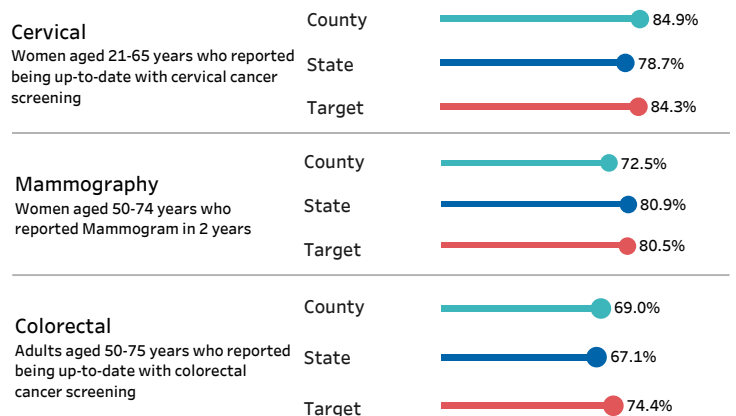 Cervical
Women aged 21-65 years who reported
being up-to-date with cervical cancer
screening
County
84.9%
State
78.7%
Target
84.3%
Mammography
Women aged 50-74 years who
reported Mammogram in 2 years
County
72.5%
State
80.9%
Target
80.5%
Colorectal
Adults aged 50-75 years who reported
being up-to-date with colorectal
cancer screening
County
69.0%
State
67.1%
Target
74.4%